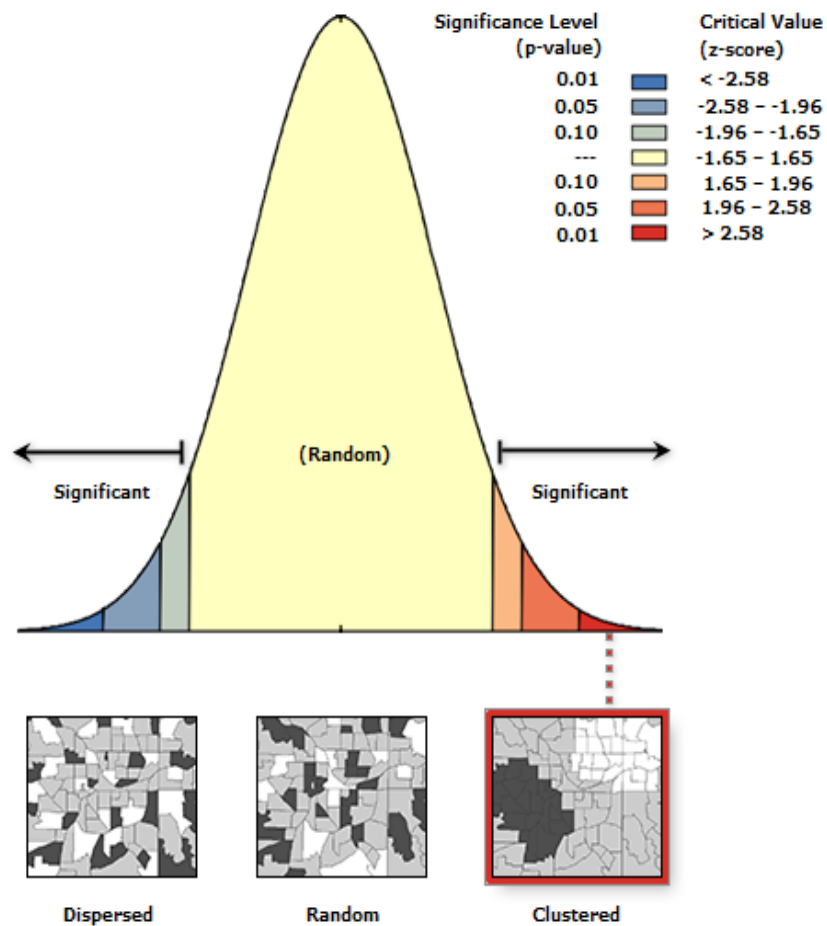 Significance Level
(p-value)
Critical Value
(z-score)
0.01 < -2.58
0.05 -2.58 – -1.96
0.10 -1.96 – -1.65
--- -1.65 – 1.65
0.10 1.65 – 1.96
0.05 1.96 – 2.58
0.01 > 2.58
(Random)
Significant
Significant
Dispersed
Random
Clustered